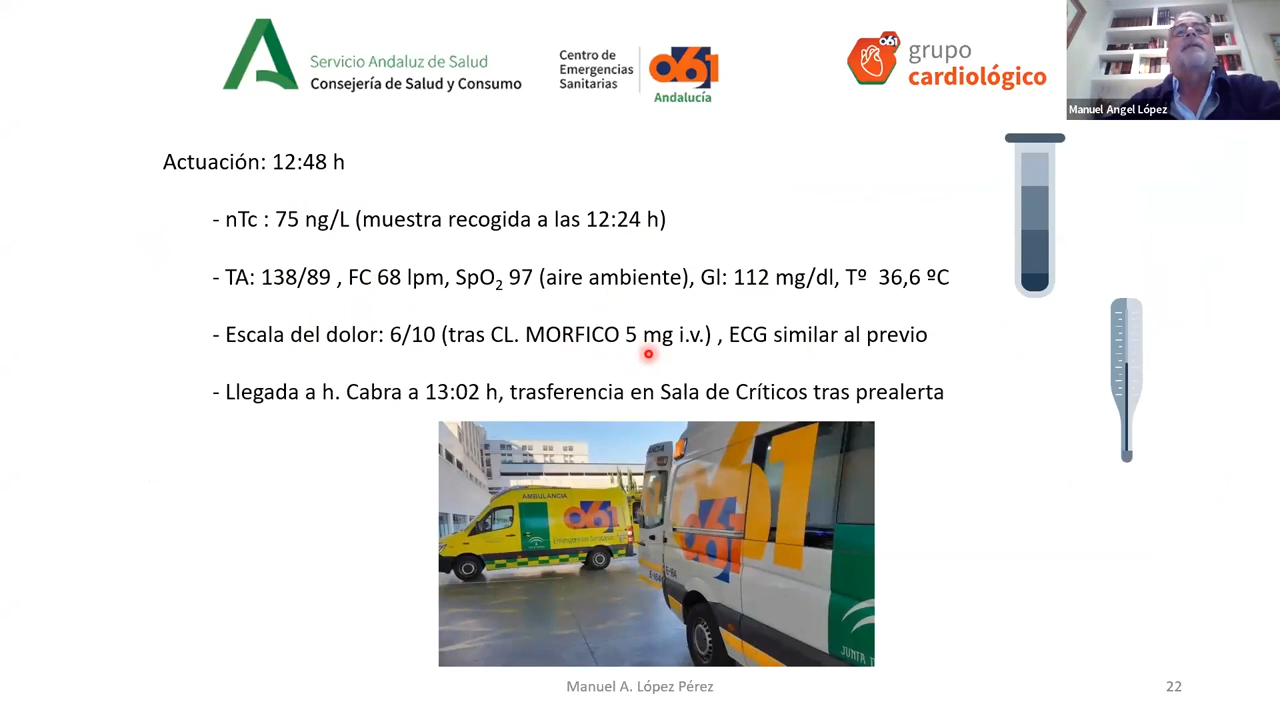 Servicio Andaluz de Salud
Consejería de Salud y Consumo
Centro de
Emergencias
Sanitarias
061
Andalucía
061
grupo
cardiológico
Manuel Angel López
Actuación: 12:48 h
- nTc : 75 ng/L (muestra recogida a las 12:24 h)
- TA: 138/89 , FC 68 lpm, SpO2 97 (aire ambiente), Gl: 112 mg/dl, Tº 36,6 ºC
- Escala del dolor: 6/10 (tras CL. MORFICO 5 mg i.v.) , ECG similar al previo
- Llegada a h. Cabra a 13:02 h, trasferencia en Sala de Críticos tras prealerta
AMBULANCIA
061
061
061
JUNTA
Manuel A. López Pérez
22